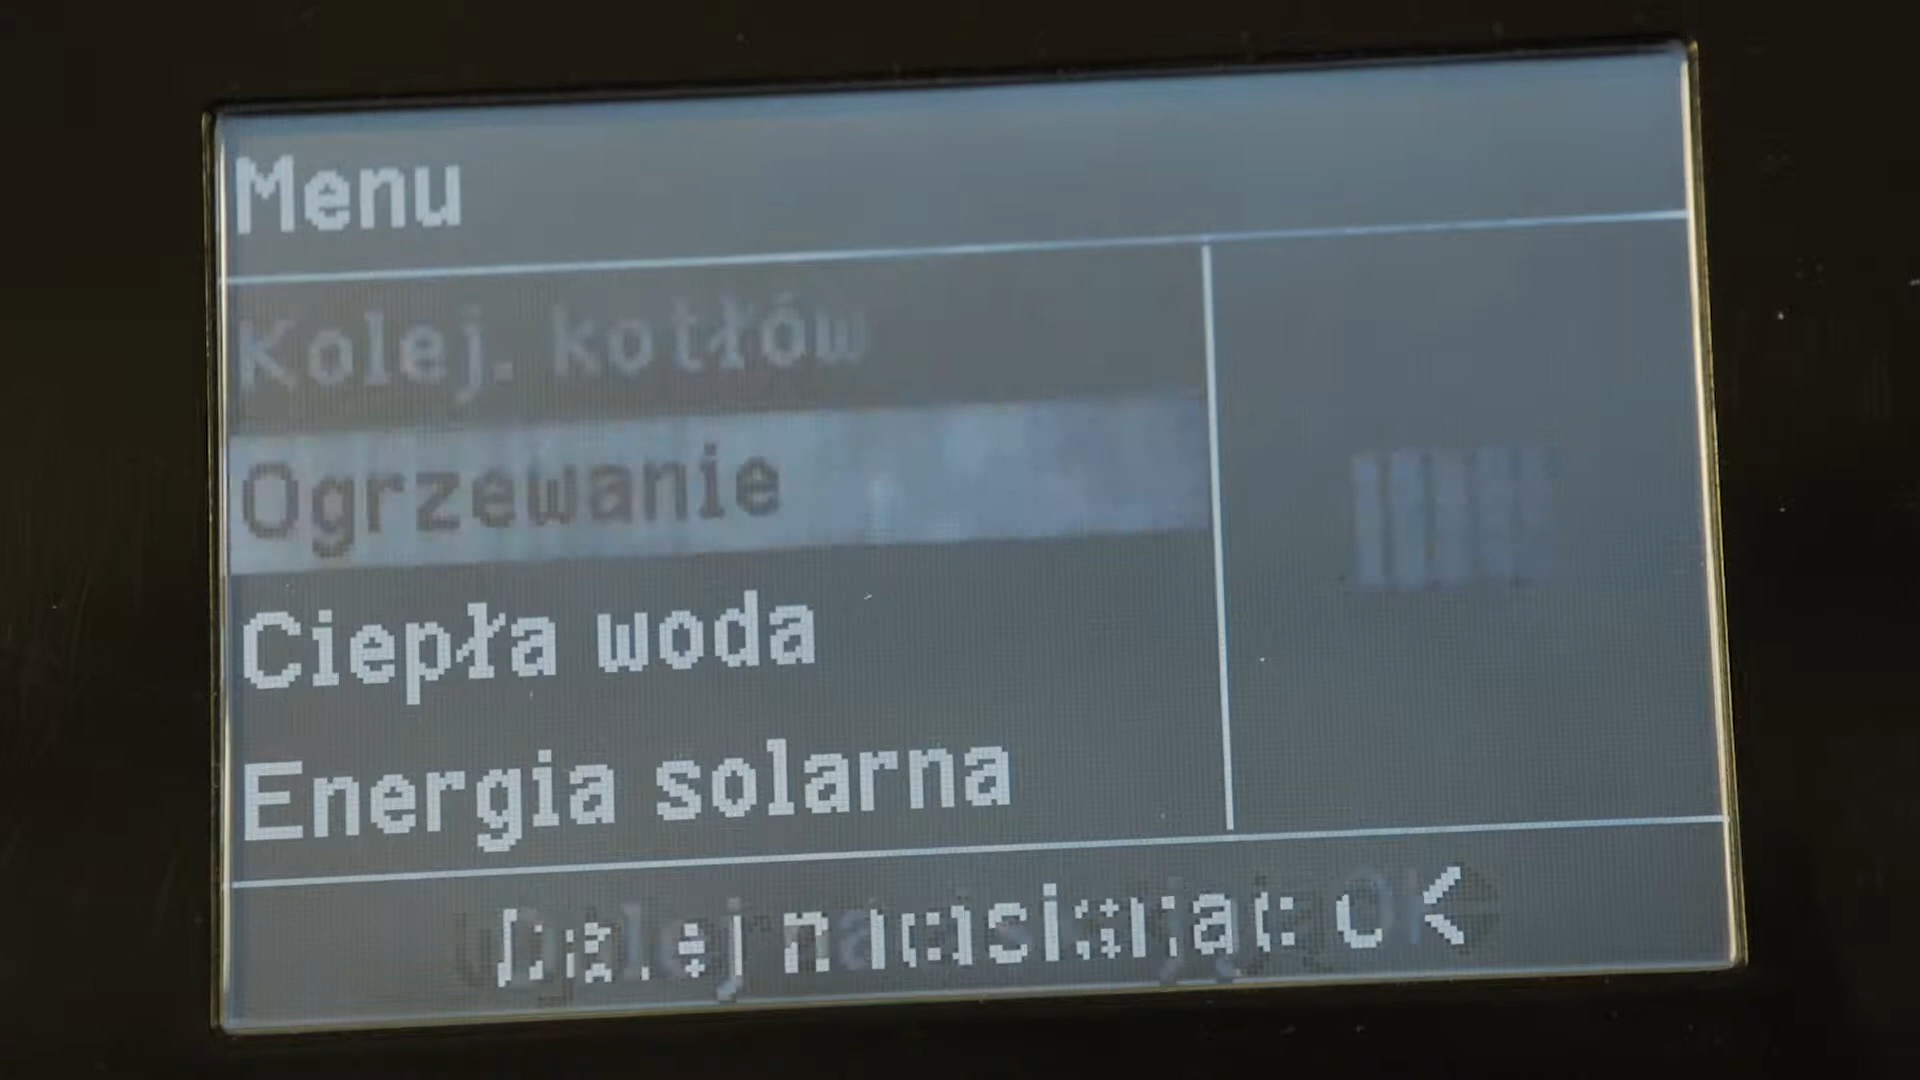 Menu
Kolej. kotłów
Ogrzewanie
Ciepła woda
Energia solarna